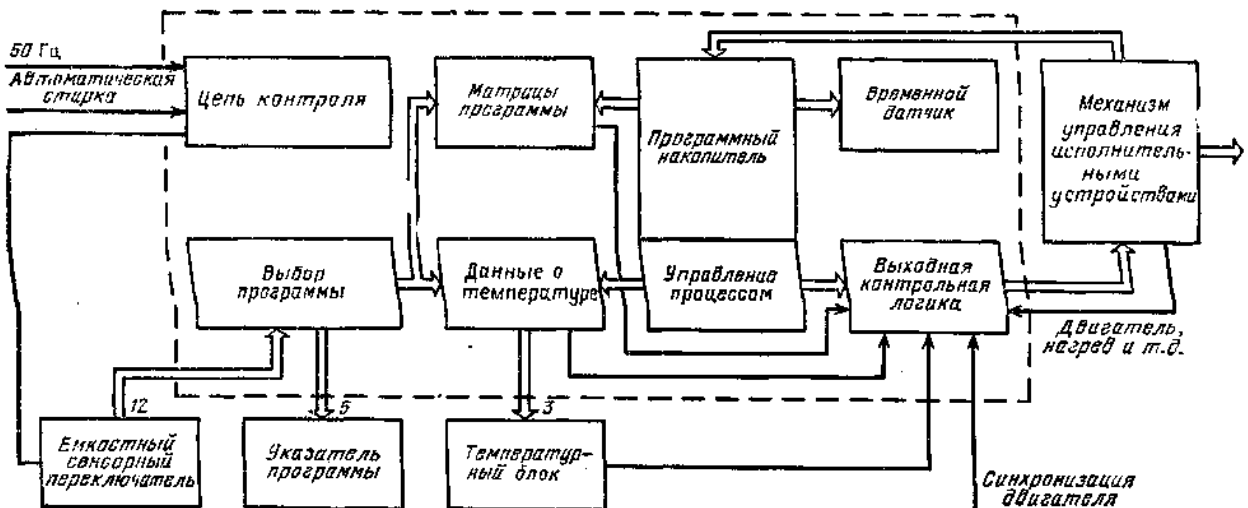 50 Гц
Автоматическая
стирка
Цепь контроля
Матрицы
программы
Программный
накопитель
Временной
датчик
Механизм
управления
исполнитель-
ными
устройствами
Выбор
программы
Данные о
температуре
Управление
процессом
Выходная
контрольная
логика
Двигатель,
нагрев и т.д.
12
5
3
Емкостный
сенсорный
переключатель
Указатель
программы
Температур-
ный блок
Синхронизация
двигателя